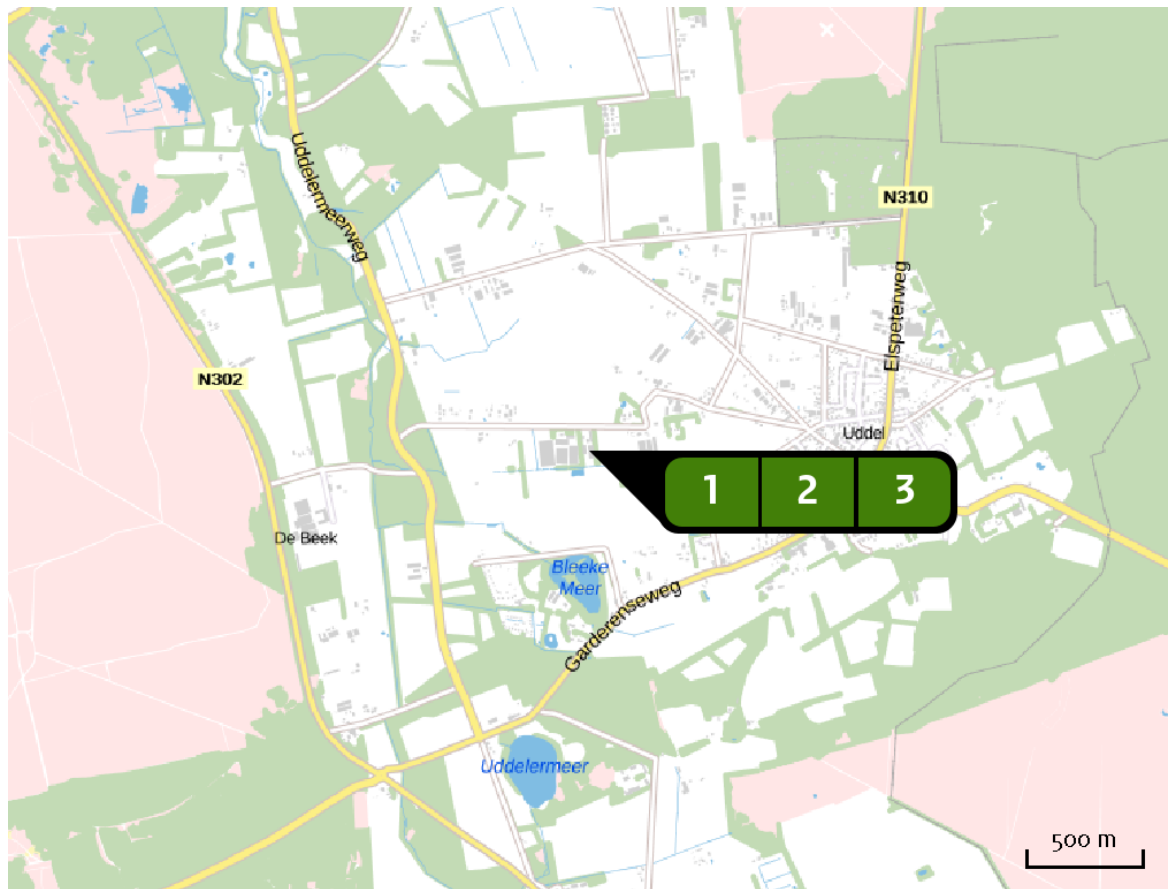 Uddelermeerweg
N310
Elspeterweg
N302
Uddel
1 2 3
De Beek
Bleeke
Meer
Garderenseweg
Uddelermeer
500 m